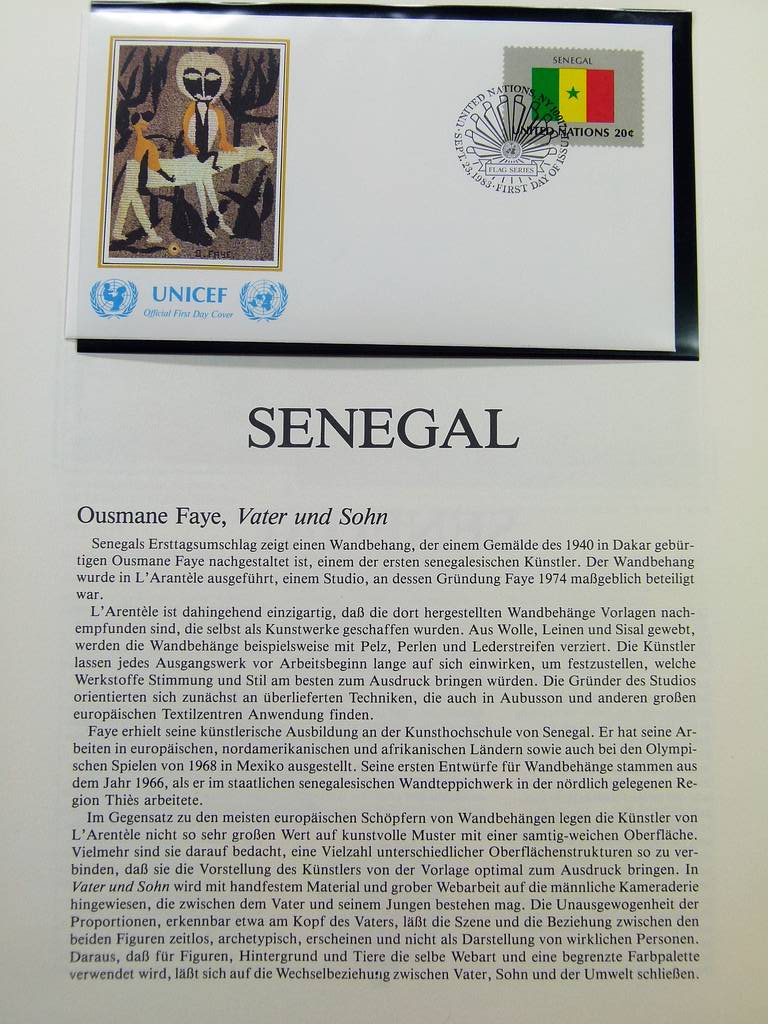 O. FAYE
UNICEF
Official First Day Cover
SENEGAL
UNITED NATIONS 20¢
UNITED NATIONS, NY 10017
SEPT. 23, 1983 · FIRST DAY OF ISSUE
FLAG SERIES
SENEGAL
Ousmane Faye, Vater und Sohn
Senegals Ersttagsumschlag zeigt einen Wandbehang, der einem Gemälde des 1940 in Dakar gebür-
tigen Ousmane Faye nachgestaltet ist, einem der ersten senegalesischen Künstler. Der Wandbehang
wurde in L'Arantèle ausgeführt, einem Studio, an dessen Gründung Faye 1974 maßgeblich beteiligt
war.
L'Arentèle ist dahingehend einzigartig, daß die dort hergestellten Wandbehänge Vorlagen nach-
empfunden sind, die selbst als Kunstwerke geschaffen wurden. Aus Wolle, Leinen und Sisal gewebt,
werden die Wandbehänge beispielsweise mit Pelz, Perlen und Lederstreifen verziert. Die Künstler
lassen jedes Ausgangswerk vor Arbeitsbeginn lange auf sich einwirken, um festzustellen, welche
Werkstoffe Stimmung und Stil am besten zum Ausdruck bringen würden. Die Gründer des Studios
orientierten sich zunächst an überlieferten Techniken, die auch in Aubusson und anderen großen
europäischen Textilzentren Anwendung finden.
Faye erhielt seine künstlerische Ausbildung an der Kunsthochschule von Senegal. Er hat seine Ar-
beiten in europäischen, nordamerikanischen und afrikanischen Ländern sowie auch bei den Olympi-
schen Spielen von 1968 in Mexiko ausgestellt. Seine ersten Entwürfe für Wandbehänge stammen aus
dem Jahr 1966, als er im staatlichen senegalesischen Wandteppichwerk in der nördlich gelegenen Re-
gion Thiès arbeitete.
Im Gegensatz zu den meisten europäischen Schöpfern von Wandbehängen legen die Künstler von
L'Arentèle nicht so sehr großen Wert auf kunstvolle Muster mit einer samtig-weichen Oberfläche.
Vielmehr sind sie darauf bedacht, eine Vielzahl unterschiedlicher Oberflächenstrukturen so zu ver-
binden, daß sie die Vorstellung des Künstlers von der Vorlage optimal zum Ausdruck bringen. In
Vater und Sohn wird mit handfestem Material und grober Webarbeit auf die männliche Kameraderie
hingewiesen, die zwischen dem Vater und seinem Jungen bestehen mag. Die Unausgewogenheit der
Proportionen, erkennbar etwa am Kopf des Vaters, läßt die Szene und die Beziehung zwischen den
beiden Figuren zeitlos, archetypisch, erscheinen und nicht als Darstellung von wirklichen Personen.
Daraus, daß für Figuren, Hintergrund und Tiere die selbe Webart und eine begrenzte Farbpalette
verwendet wird, läßt sich auf die Wechselbeziehung zwischen Vater, Sohn und der Umwelt schließen.